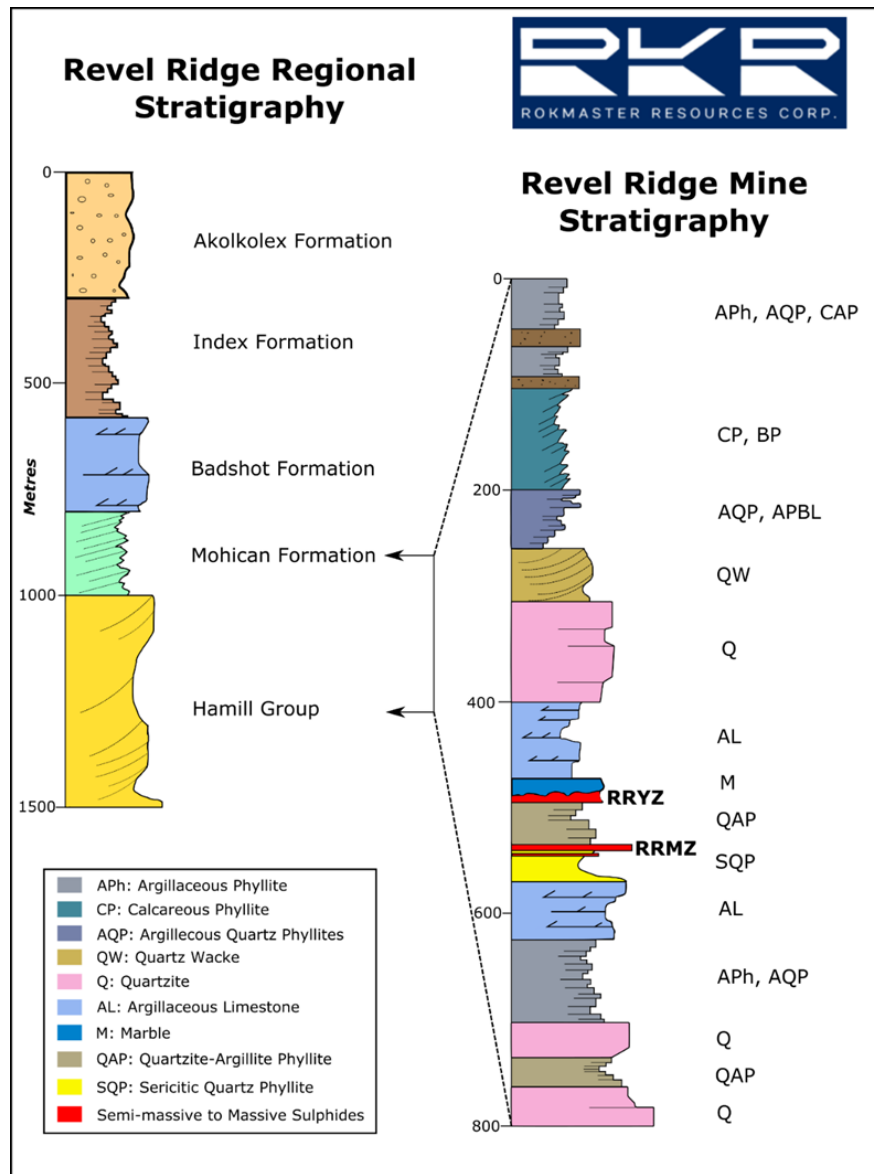 Revel Ridge Regional
Stratigraphy
RKR
ROKMASTER RESOURCES CORP.
Revel Ridge Mine
Stratigraphy
Metres
0
500
1000
1500
Akolkolex Formation
Index Formation
Badshot Formation
Mohican Formation
Hamill Group
0
200
400
600
800
APh, AQP, CAP
CP, BP
AQP, APBL
QW
Q
AL
M
RRYZ
QAP
RRMZ
SQP
AL
APh, AQP
Q
QAP
Q
APh: Argillaceous Phyllite
CP: Calcareous Phyllite
AQP: Argillecous Quartz Phyllites
QW: Quartz Wacke
Q: Quartzite
AL: Argillaceous Limestone
M: Marble
QAP: Quartzite-Argillite Phyllite
SQP: Sericitic Quartz Phyllite
Semi-massive to Massive Sulphides